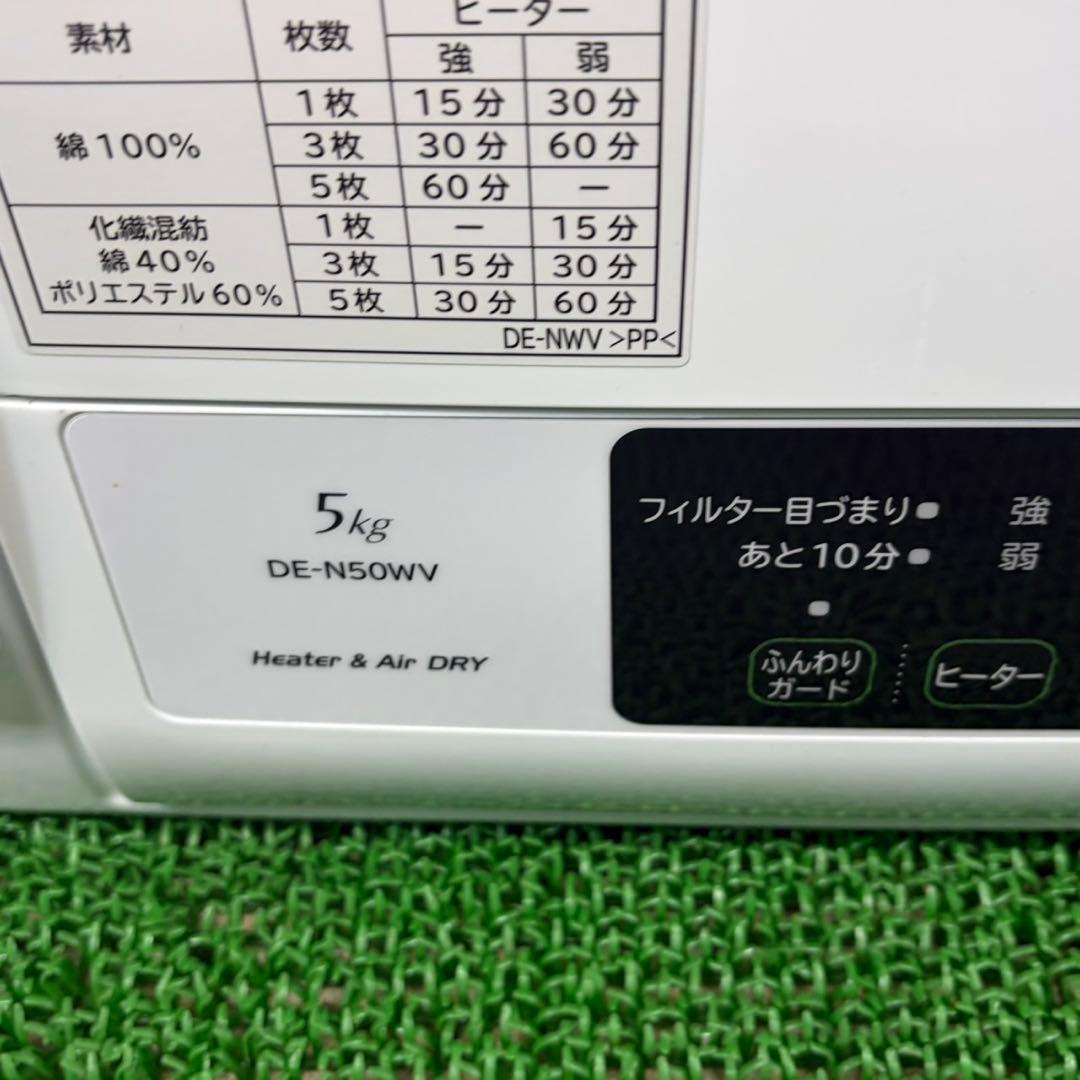 ヒーター
素材 枚数 強 弱
綿100% 1枚 15分 30分
3枚 30分 60分
5枚 60分 ー
化繊混紡
綿40%
ポリエステル60%
1枚 ー 15分
3枚 15分 30分
5枚 30分 60分
DE-NWV >PP<
5kg
DE-N50WV
Heater & Air DRY
フィルター目づまり 強
あと10分 弱
ふんわり
ガード
ヒーター